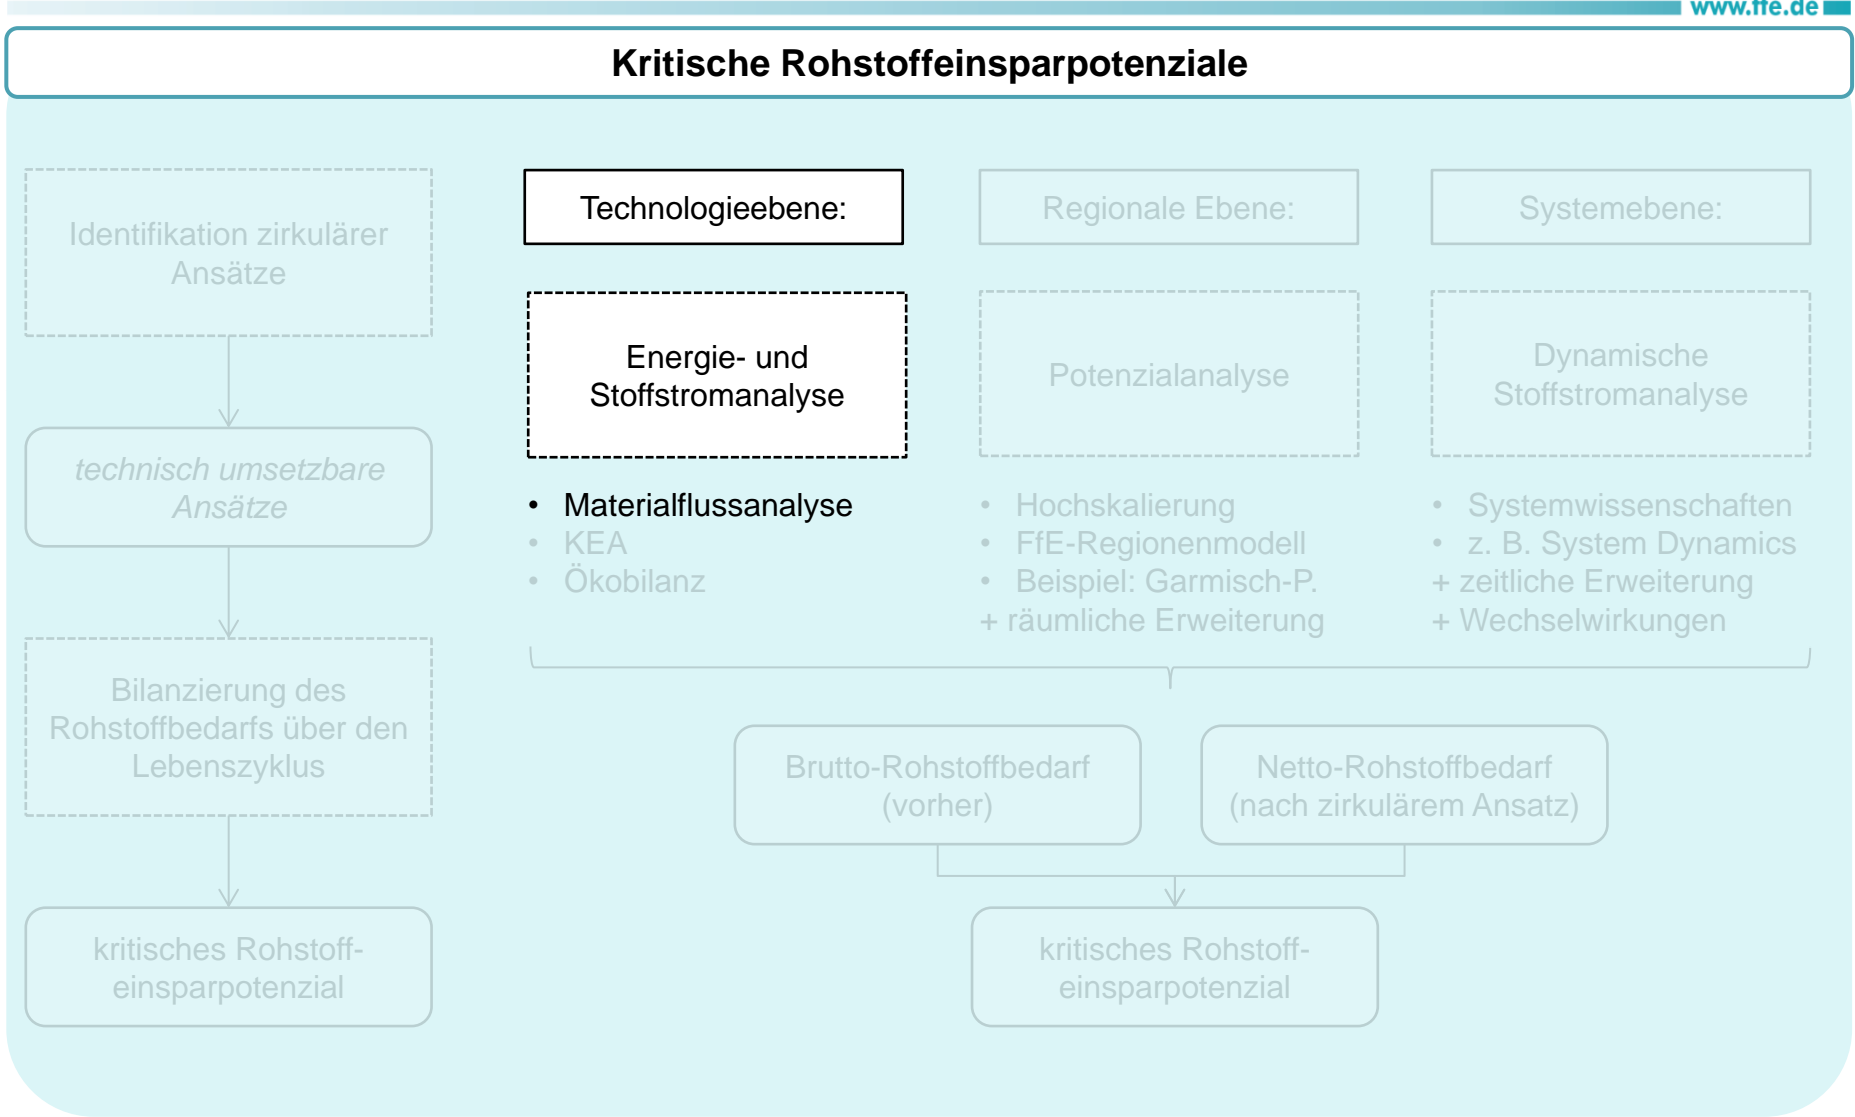 www.ffe.de
Kritische Rohstoffeinsparpotenziale
Identifikation zirkulärer
Ansätze
technisch umsetzbare
Ansätze
Bilanzierung des
Rohstoffbedarfs über den
Lebenszyklus
kritisches Rohstoff-
einsparpotenzial
Technologieebene:
Energie- und
Stoffstromanalyse
• Materialflussanalyse
• KEA
• Ökobilanz
Regionale Ebene:
Potenzialanalyse
• Hochskalierung
• FfE-Regionenmodell
• Beispiel: Garmisch-P.
+ räumliche Erweiterung
Systemebene:
Dynamische
Stoffstromanalyse
• Systemwissenschaften
• z. B. System Dynamics
+ zeitliche Erweiterung
+ Wechselwirkungen
Brutto-Rohstoffbedarf
(vorher)
Netto-Rohstoffbedarf
(nach zirkulärem Ansatz)
kritisches Rohstoff-
einsparpotenzial